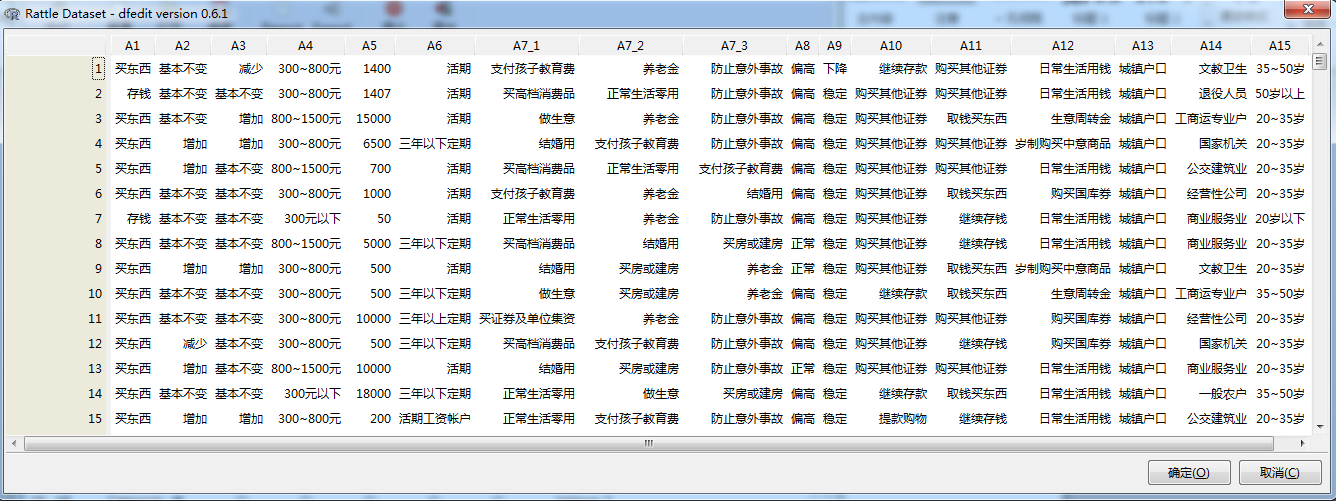 Rattle Dataset - dfedit version 0.6.1
A1 A2 A3 A4 A5 A6 A7_1 A7_2 A7_3 A8 A9 A10 A11 A12 A13 A14 A15
1 买东西 基本不变 减少 300~800元 1400 活期 支付孩子教育费 养老金 防止意外事故 偏高 下降 继续存款 购买其他证券 日常生活用钱 城镇户口 文教卫生 35~50岁
2 存钱 基本不变 基本不变 300~800元 1407 活期 买高档消费品 正常生活零用 防止意外事故 偏高 稳定 购买其他证券 购买其他证券 日常生活用钱 城镇户口 退役人员 50岁以上
3 买东西 基本不变 增加 800~1500元 15000 活期 做生意 养老金 防止意外事故 偏高 稳定 购买其他证券 取钱买东西 生意周转金 城镇户口 工商运专业户 20~35岁
4 买东西 增加 增加 300~800元 6500 三年以下定期 结婚用 支付孩子教育费 防止意外事故 偏高 稳定 购买其他证券 购买其他证券 岁制购买中意商品 城镇户口 国家机关 20~35岁
5 买东西 增加 基本不变 800~1500元 700 活期 买高档消费品 正常生活零用 支付孩子教育费 偏高 稳定 购买其他证券 购买其他证券 日常生活用钱 城镇户口 公交建筑业 20~35岁
6 买东西 基本不变 基本不变 300~800元 1000 活期 支付孩子教育费 养老金 结婚用 偏高 稳定 购买其他证券 取钱买东西 购买国库券 城镇户口 经营性公司 20~35岁
7 存钱 基本不变 基本不变 300元以下 50 活期 正常生活零用 养老金 防止意外事故 偏高 稳定 购买其他证券 继续存钱 日常生活用钱 城镇户口 商业服务业 20岁以下
8 买东西 基本不变 基本不变 800~1500元 5000 三年以下定期 买高档消费品 结婚用 买房或建房 正常 稳定 购买其他证券 继续存钱 日常生活用钱 城镇户口 商业服务业 20~35岁
9 买东西 增加 增加 300~800元 500 活期 结婚用 买房或建房 养老金 正常 稳定 购买其他证券 取钱买东西 岁制购买中意商品 城镇户口 文教卫生 20~35岁
10 买东西 基本不变 基本不变 300~800元 500 三年以下定期 做生意 买房或建房 养老金 偏高 稳定 继续存款 取钱买东西 生意周转金 城镇户口 工商运专业户 35~50岁
11 买东西 基本不变 基本不变 300~800元 10000 三年以上定期 买证券及单位集资 养老金 防止意外事故 偏高 稳定 购买其他证券 购买其他证券 购买国库券 城镇户口 经营性公司 20~35岁
12 买东西 减少 基本不变 300~800元 500 三年以下定期 买高档消费品 支付孩子教育费 防止意外事故 偏高 稳定 购买其他证券 继续存钱 购买国库券 城镇户口 国家机关 20~35岁
13 买东西 增加 基本不变 800~1500元 10000 活期 结婚用 买房或建房 防止意外事故 正常 稳定 购买其他证券 购买其他证券 日常生活用钱 城镇户口 商业服务业 20~35岁
14 买东西 基本不变 基本不变 300元以下 18000 三年以下定期 正常生活零用 做生意 买房或建房 偏高 稳定 继续存款 取钱买东西 日常生活用钱 城镇户口 一般农户 35~50岁
15 买东西 增加 增加 300~800元 200 活期工资帐户 正常生活零用 支付孩子教育费 防止意外事故 偏高 稳定 提款购物 继续存钱 日常生活用钱 城镇户口 公交建筑业 20~35岁
确定(O) 取消(C)